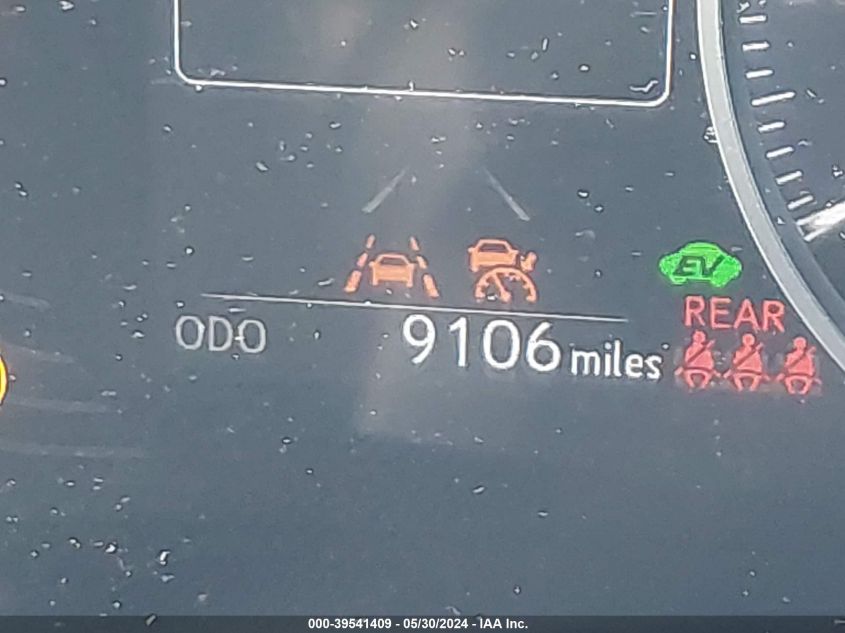 EV
REAR
ODO 9106 miles
000-39541409 - 05/30/2024 - IAA Inc.